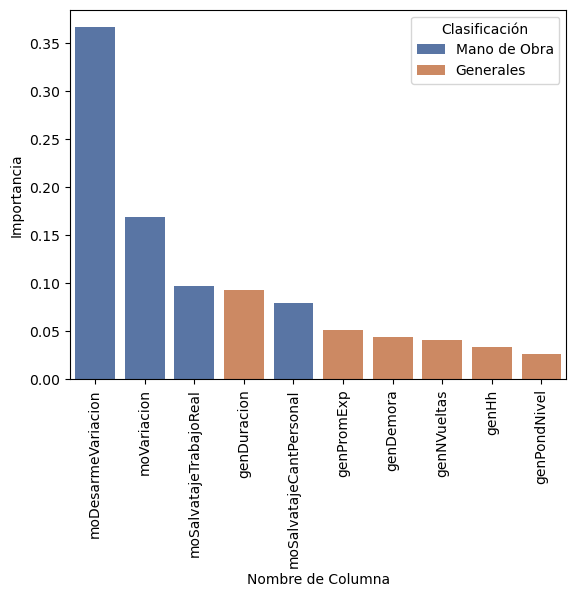 Clasificación
Mano de Obra
Generales
Importancia
0.35
0.30
0.25
0.20
0.15
0.10
0.05
0.00
moDesarmeVariacion
moVariacion
moSalvatajeTrabajoReal
genDuracion
moSalvatajeCantPersonal
genPromExp
genDemora
genNVueltas
genHh
genPondNivel
Nombre de Columna